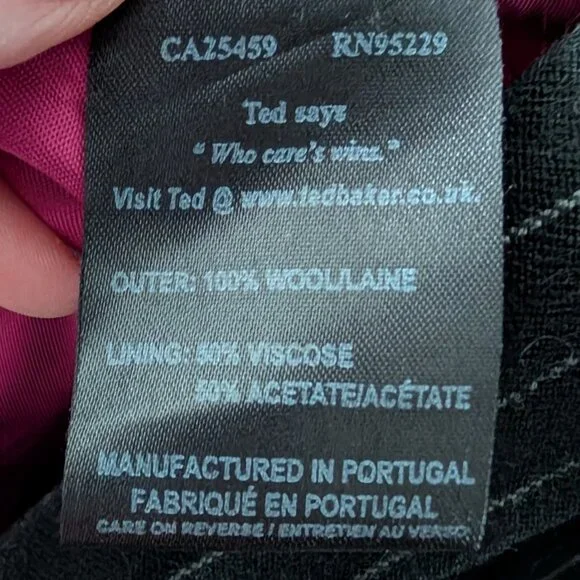 CA25459 RN95229
Ted says
"Who care's wins."
Visit Ted @ www.tedbaker.co.uk.
OUTER: 100% WOOL/LAINE
LINING: 50% VISCOSE
50% ACETATE/ACÉTATE
MANUFACTURED IN PORTUGAL
FABRIQUÉ EN PORTUGAL
CARE ON REVERSE / ENTRETIEN AU VERSO